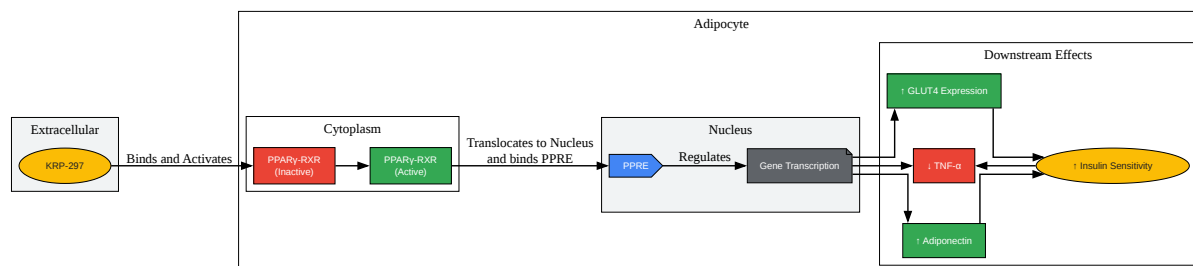 Adipocyte
Extracellular
KRP-297
Binds and Activates
Cytoplasm
PPARγ-RXR
(Inactive)
PPARγ-RXR
(Active)
Translocates to Nucleus
and binds PPRE
Nucleus
PPRE
Regulates
Gene Transcription
Downstream Effects
↑ GLUT4 Expression
↓ TNF-α
↑ Adiponectin
↑ Insulin Sensitivity